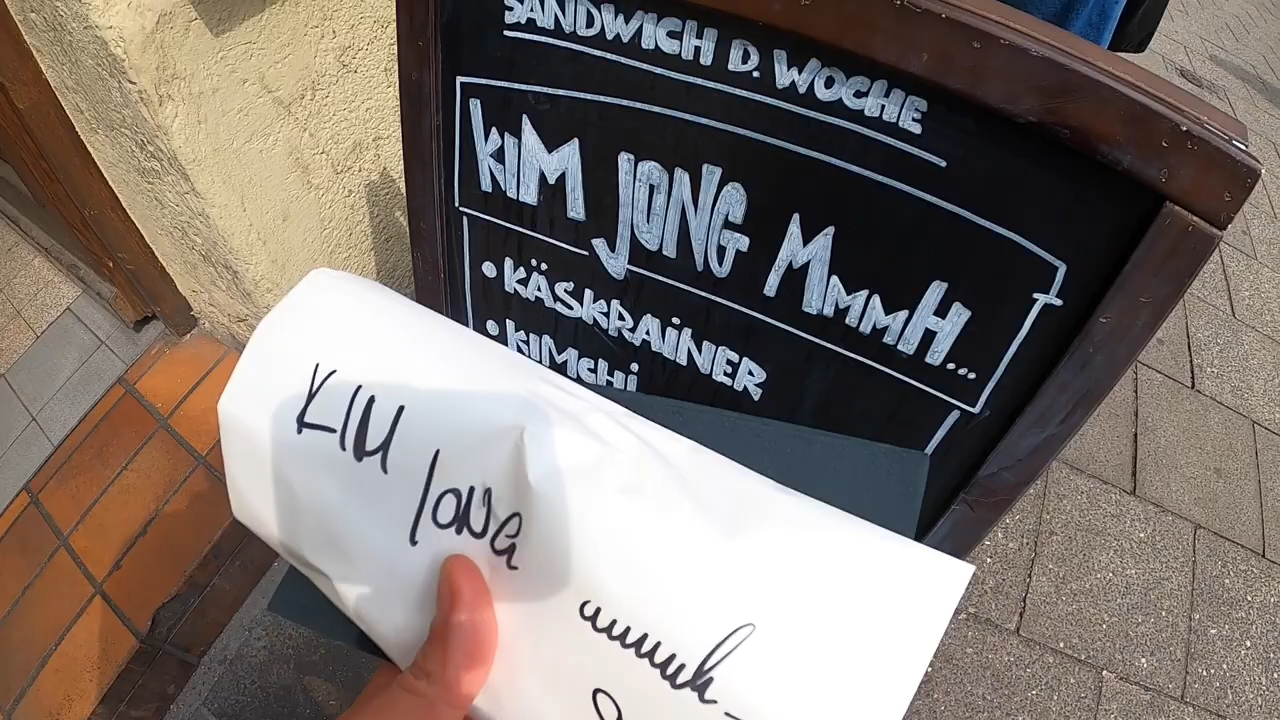 SANDWICH D. WOCHE
KIM JONG MmmH...
• KÄSKRAINER
• KIMCHI
KIM
JONG
mmmh